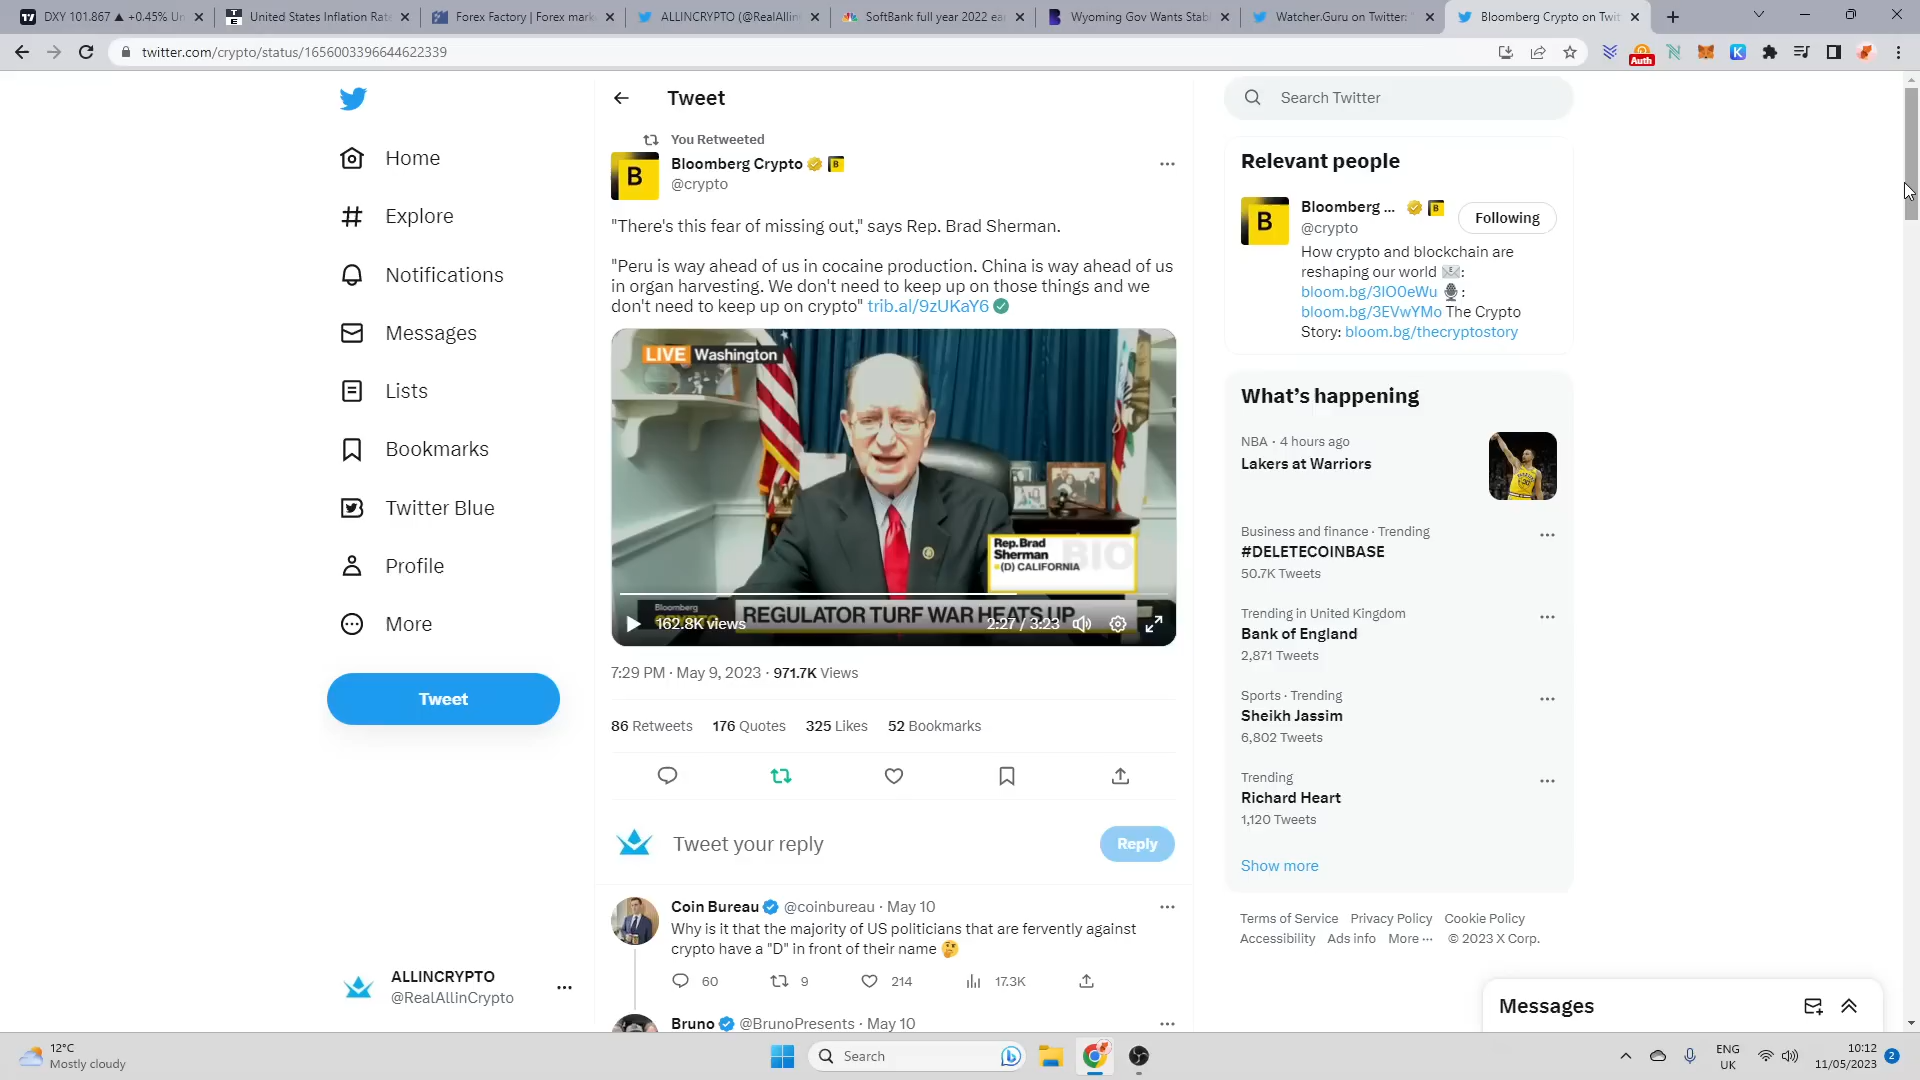 DXY 101.867 ▲ +0.45% Un
United States Inflation Rate
Forex Factory | Forex mark
ALLINCRYPTO (@RealAllin
SoftBank full year 2022 ea
Wyoming Gov Wants Stabl
Watcher.Guru on Twitter: "
Bloomberg Crypto on Twit
twitter.com/crypto/status/1656003396644622339
Auth
Home
Explore
Notifications
Messages
Lists
Bookmarks
Twitter Blue
Profile
More
Tweet
ALLINCRYPTO
@RealAllinCrypto
Tweet
You Retweeted
Bloomberg Crypto
@crypto
"There's this fear of missing out," says Rep. Brad Sherman.
"Peru is way ahead of us in cocaine production. China is way ahead of us
in organ harvesting. We don't need to keep up on those things and we
don't need to keep up on crypto" trib.al/9zUKaY6
LIVE Washington
Rep.Brad
Sherman
(D) CALIFORNIA
BIO
Bloomberg
REGULATOR TURF WAR HEATS UP
162.8K views
2:27 / 3:23
7:29 PM · May 9, 2023 · 971.7K Views
86 Retweets 176 Quotes 325 Likes 52 Bookmarks
Tweet your reply
Reply
Coin Bureau @coinbureau · May 10
Why is it that the majority of US politicians that are fervently against
crypto have a "D" in front of their name 🤔
60 9 214 17.3K
Bruno @BrunoPresents · May 10
Search Twitter
Relevant people
Bloomberg ...
@crypto
Following
How crypto and blockchain are
reshaping our world 📧:
bloom.bg/3IO0eWu 🎙:
bloom.bg/3EVwYMo The Crypto
Story: bloom.bg/thecryptostory
What's happening
NBA · 4 hours ago
Lakers at Warriors
Business and finance · Trending
#DELETECOINBASE
50.7K Tweets
Trending in United Kingdom
Bank of England
2,871 Tweets
Sports · Trending
Sheikh Jassim
6,802 Tweets
Trending
Richard Heart
1,120 Tweets
Show more
Terms of Service Privacy Policy Cookie Policy
Accessibility Ads info More ··· © 2023 X Corp.
Messages
12°C
Mostly cloudy
Search
ENG
UK
10:12
11/05/2023
2